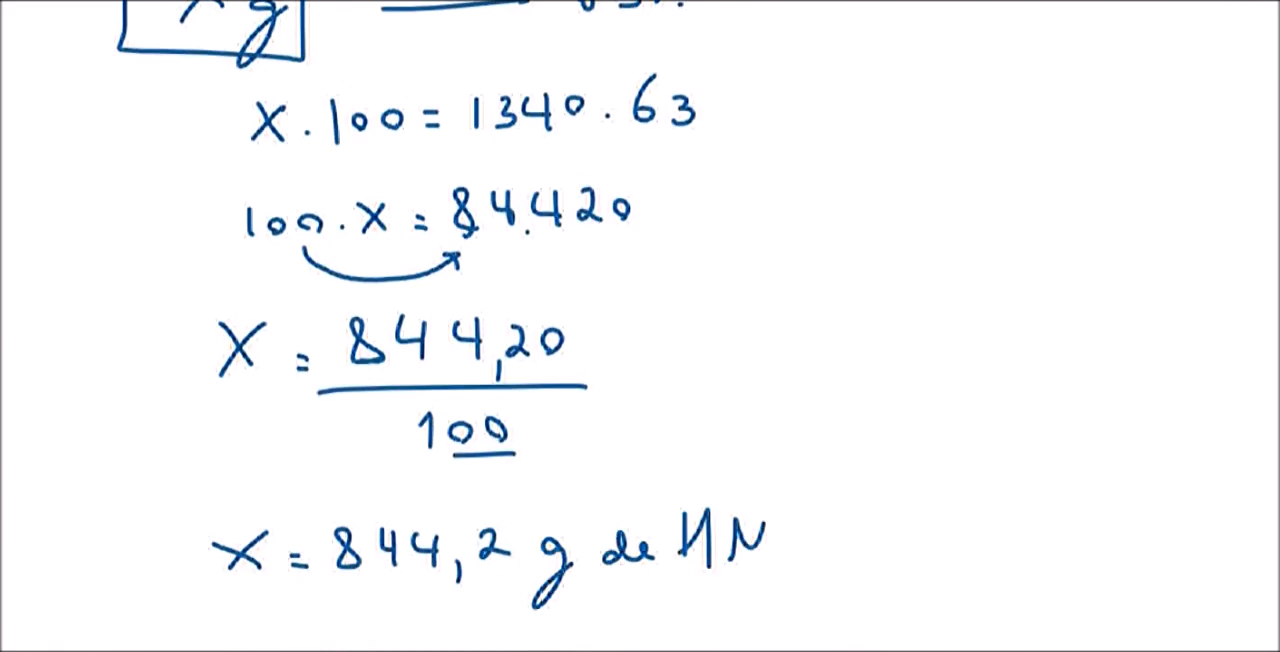 x g
x . 100 = 1340 . 63
100 . x = 84.420
x = 844,20
100
x = 844,2 g de HN